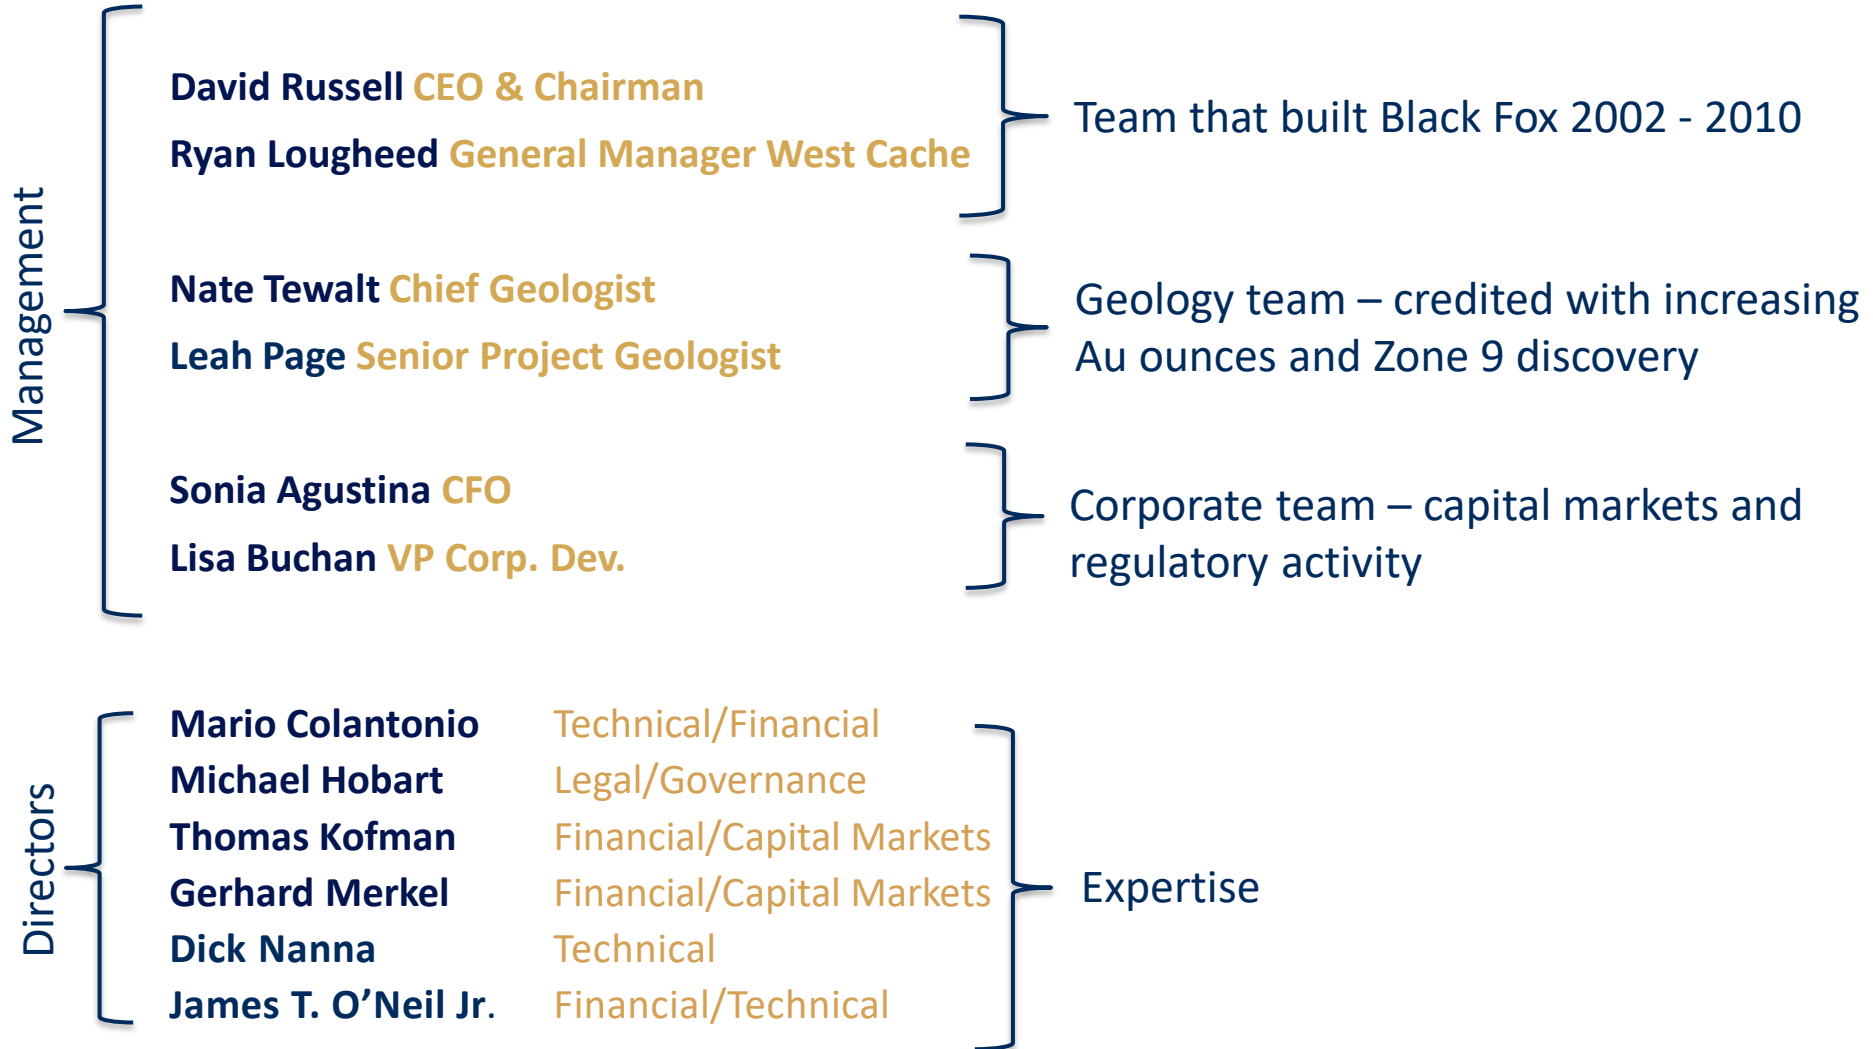 Management
David Russell CEO & Chairman
Ryan Lougheed General Manager West Cache
Team that built Black Fox 2002 - 2010
Nate Tewalt Chief Geologist
Leah Page Senior Project Geologist
Geology team – credited with increasing
Au ounces and Zone 9 discovery
Sonia Agustina CFO
Lisa Buchan VP Corp. Dev.
Corporate team – capital markets and
regulatory activity
Directors
Mario Colantonio Technical/Financial
Michael Hobart Legal/Governance
Thomas Kofman Financial/Capital Markets
Gerhard Merkel Financial/Capital Markets
Dick Nanna Technical
James T. O’Neil Jr. Financial/Technical
Expertise